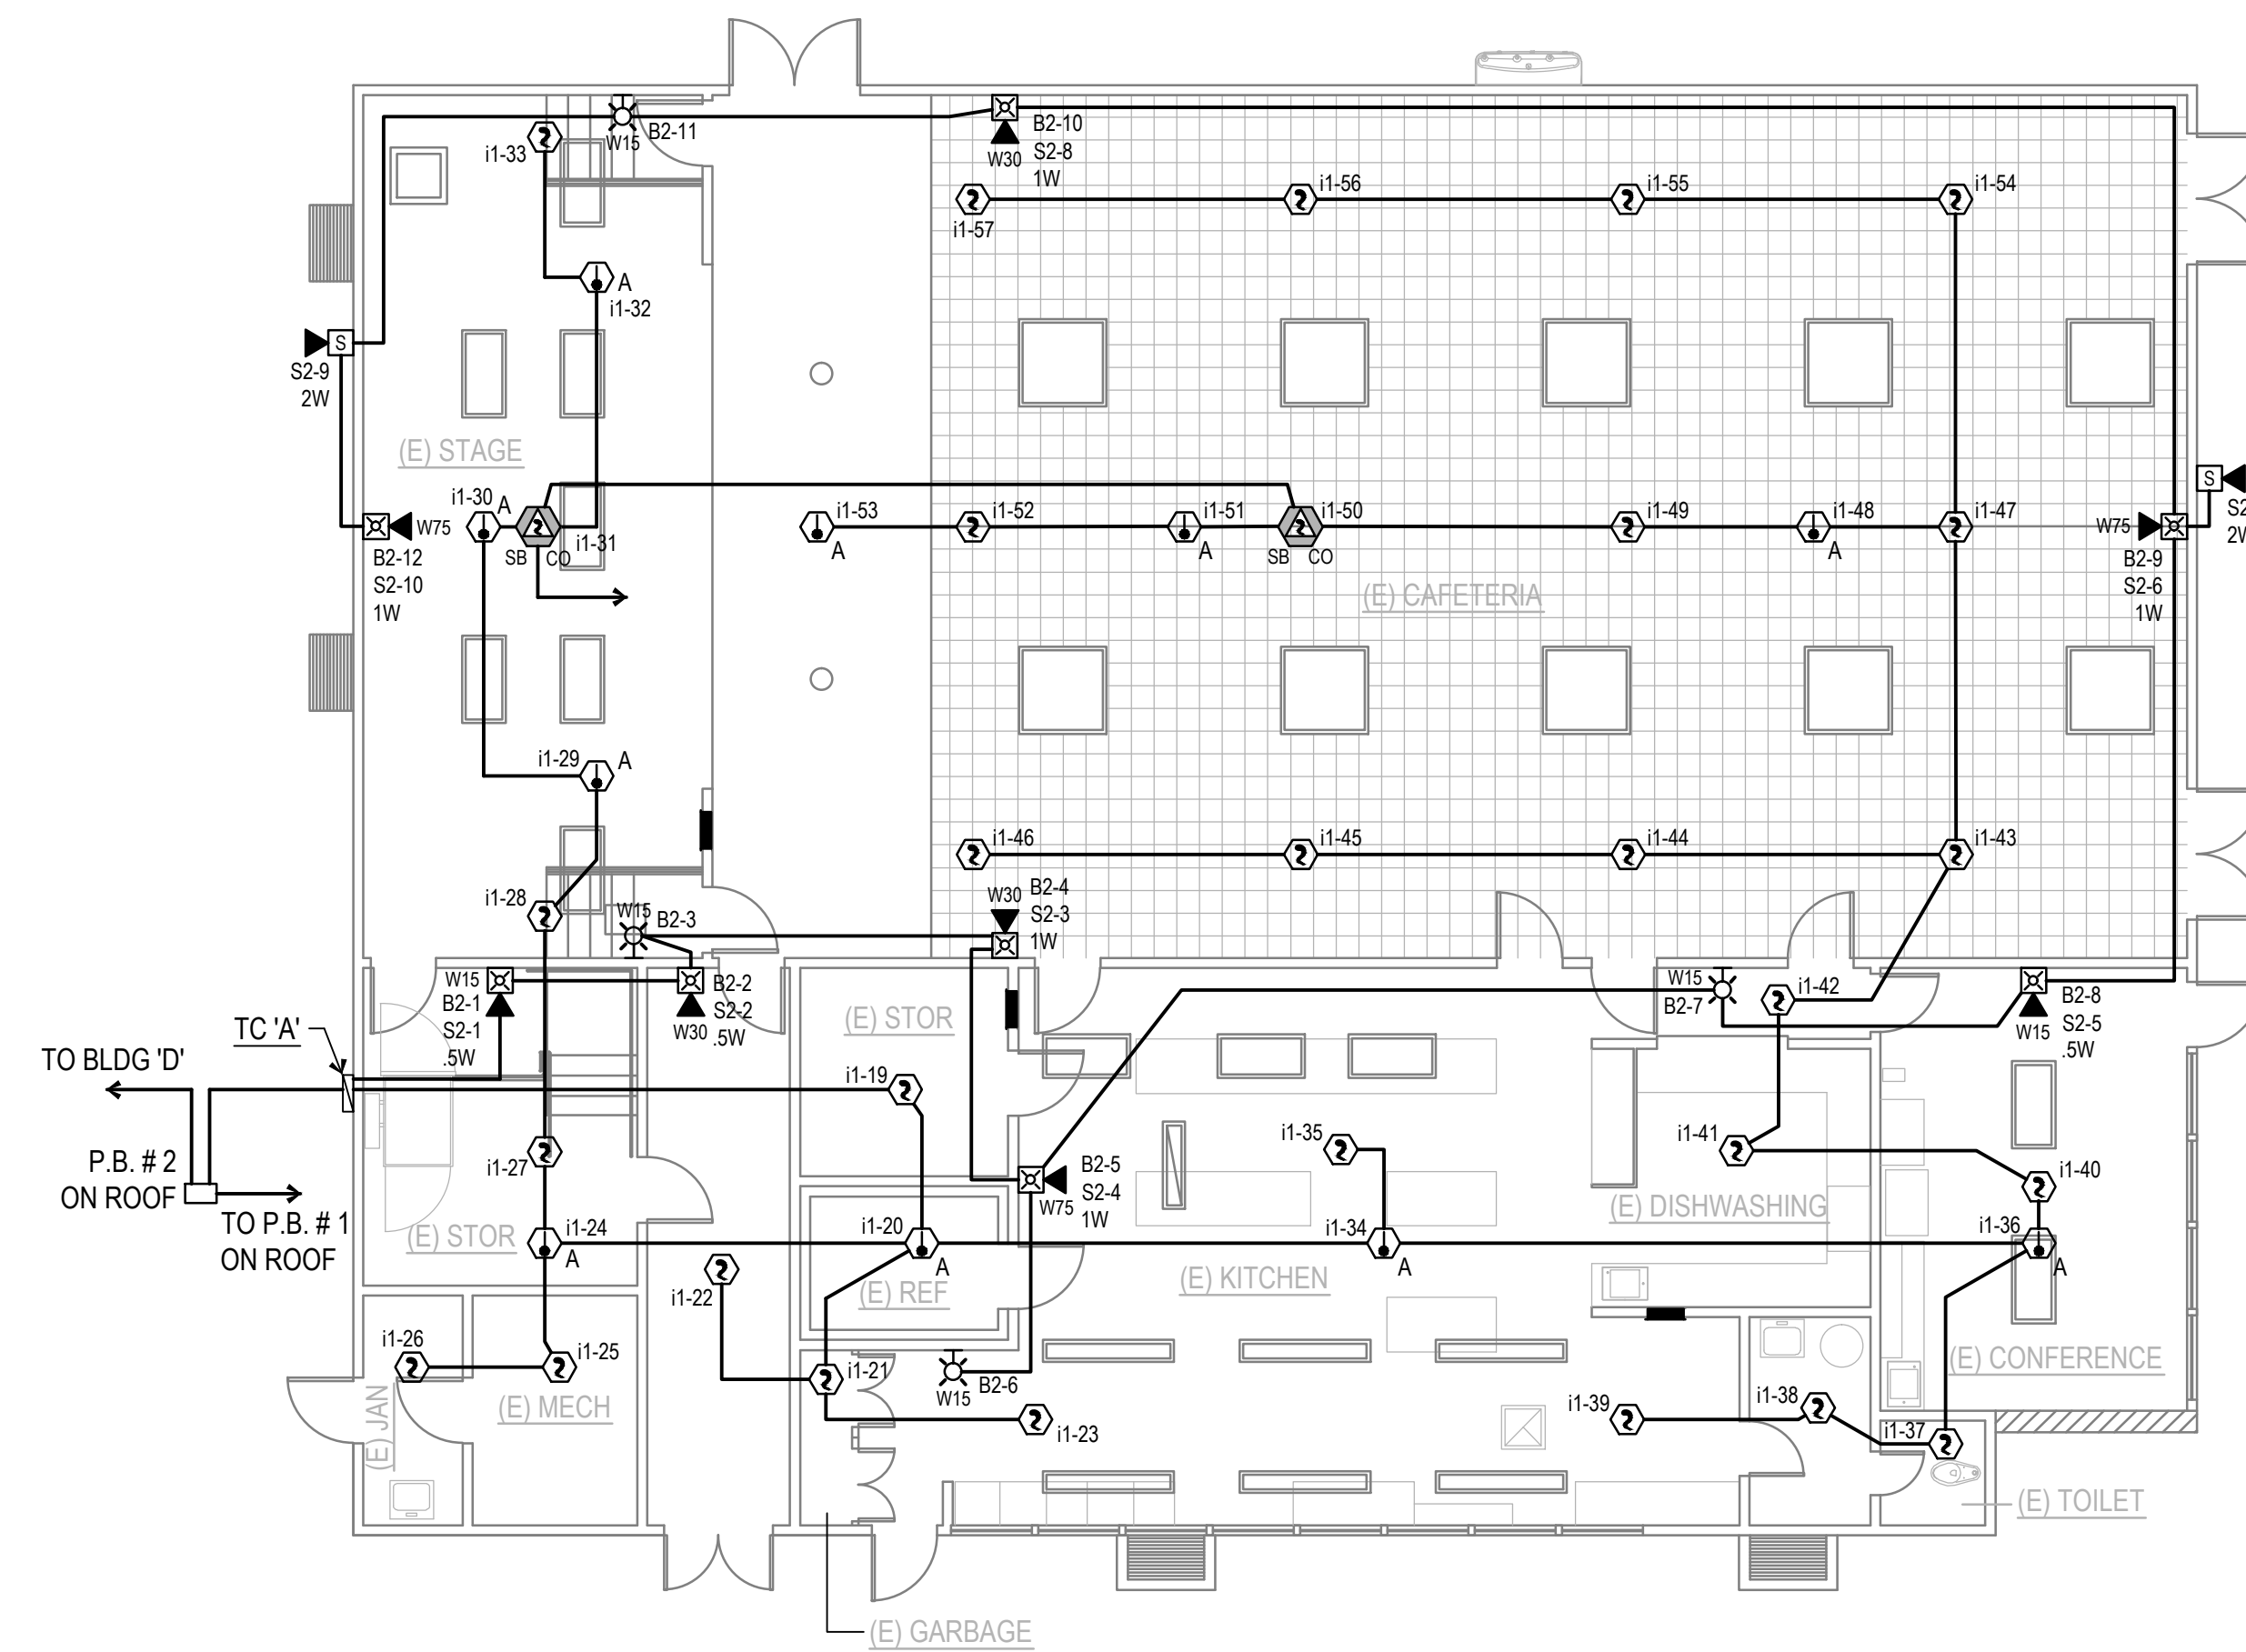 B2-11
W15
i1-33
B2-10
S2-8
1W
W30
i1-57
i1-56
i1-55
i1-54
A
i1-32
S
S2-9
2W
(E) STAGE
i1-30
A
W75
B2-12
S2-10
1W
i1-31
SB
CO
i1-53
A
i1-52
i1-51
A
i1-50
SB
CO
i1-49
i1-48
A
i1-47
(E) CAFETERIA
W75
B2-9
S2-6
1W
S
i1-29
A
i1-46
i1-45
i1-44
i1-43
i1-28
W15
B2-3
W30
B2-4
S2-3
1W
W15
B2-1
S2-1
.5W
B2-2
S2-2
.5W
W30
(E) STOR
W15
B2-7
i1-42
B2-8
S2-5
.5W
W15
TC 'A'
TO BLDG 'D'
P.B. # 2
ON ROOF
TO P.B. # 1
ON ROOF
i1-19
i1-27
i1-35
i1-41
i1-40
B2-5
S2-4
1W
W75
(E) DISHWASHING
(E) STOR
i1-24
A
i1-20
A
i1-34
A
i1-36
A
i1-22
(E) REF
(E) KITCHEN
i1-26
i1-25
i1-21
W15
B2-6
(E) CONFERENCE
(E) JAN
(E) MECH
i1-23
i1-39
i1-38
i1-37
(E) TOILET
(E) GARBAGE